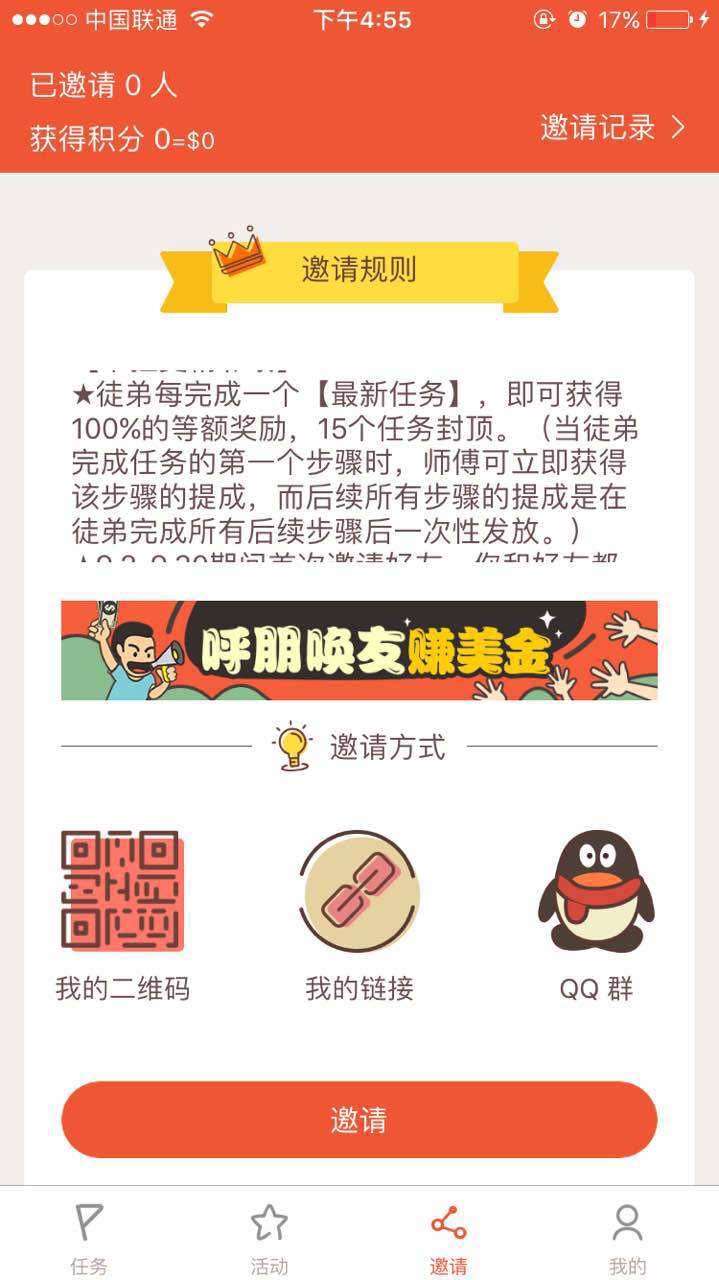 中国联通
下午4:55
17%
已邀请 0 人
获得积分 0=$0
邀请记录
邀请规则
★徒弟每完成一个【最新任务】，即可获得
100%的等额奖励，15个任务封顶。（当徒弟
完成任务的第一个步骤时，师傅可立即获得
该步骤的提成，而后续所有步骤的提成是在
徒弟完成所有后续步骤后一次性发放。）
呼朋唤友赚美金
邀请方式
我的二维码
我的链接
QQ 群
邀请
任务
活动
邀请
我的